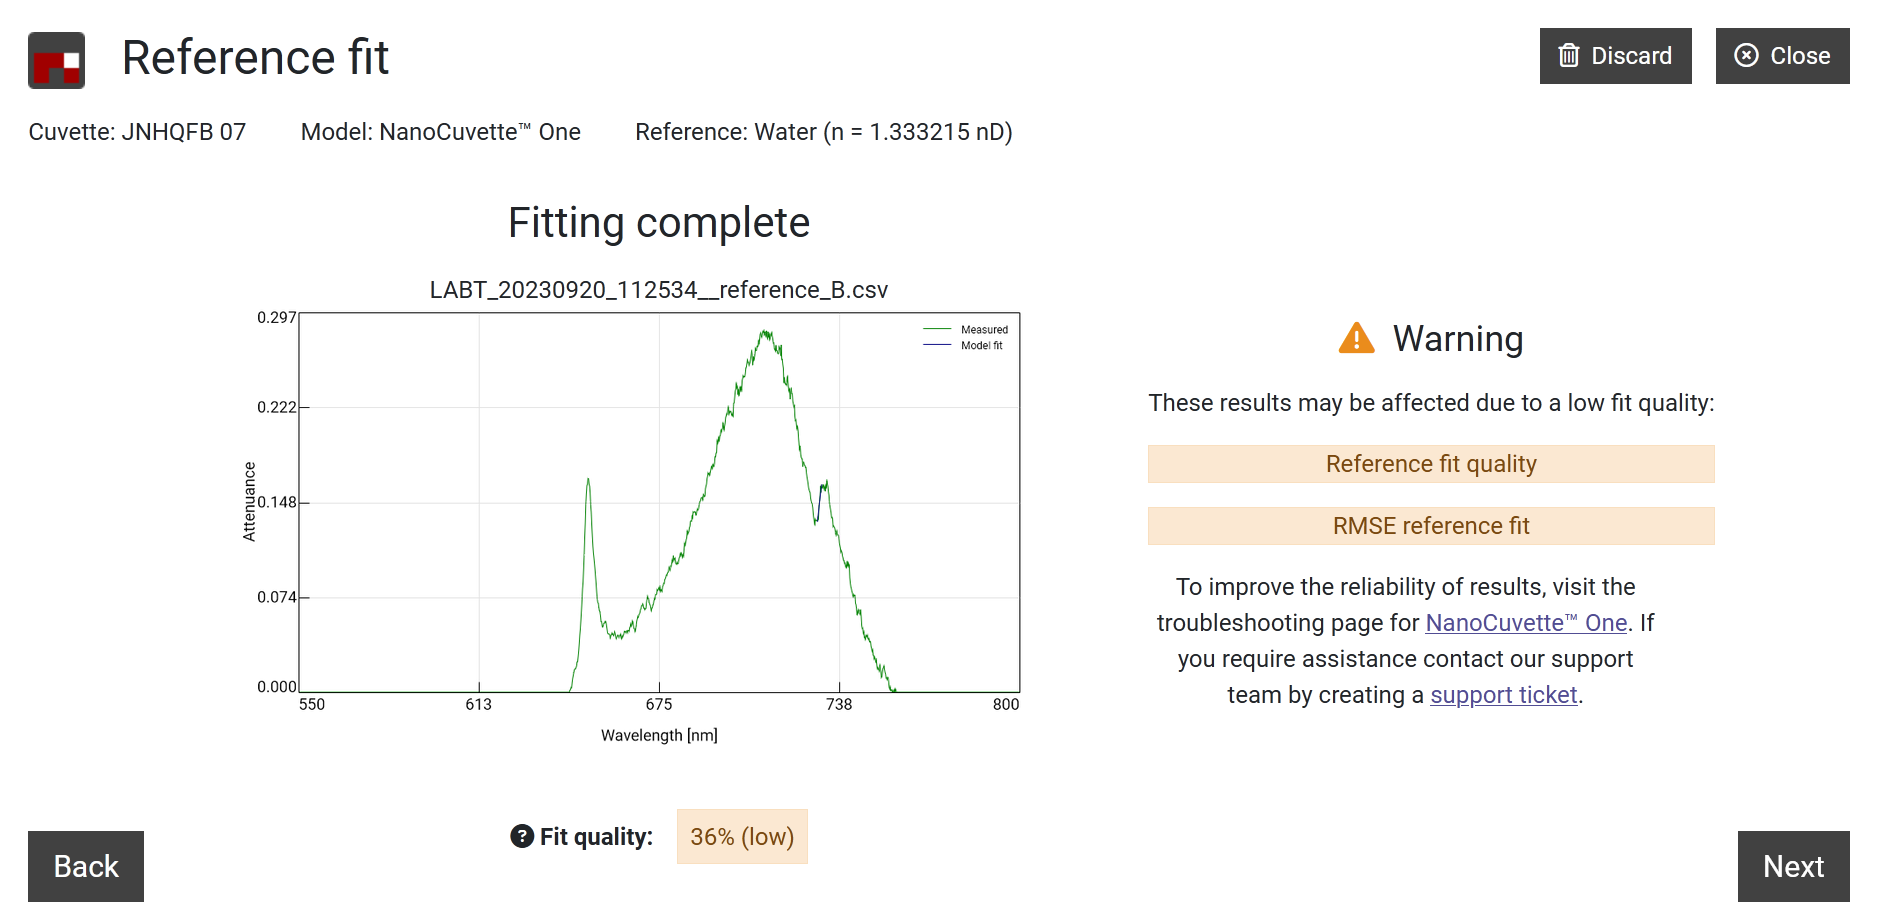 Reference fit
Discard
Close
Cuvette: JNHQFB 07
Model: NanoCuvette™ One
Reference: Water (n = 1.333215 nD)
Fitting complete
LABT_20230920_112534__reference_B.csv
0.297
0.222
0.148
0.074
0.000
Attenuance
Measured
Model fit
550
613
675
738
800
Wavelength [nm]
Warning
These results may be affected due to a low fit quality:
Reference fit quality
RMSE reference fit
To improve the reliability of results, visit the
troubleshooting page for NanoCuvette™ One. If
you require assistance contact our support
team by creating a support ticket.
Fit quality:
36% (low)
Back
Next